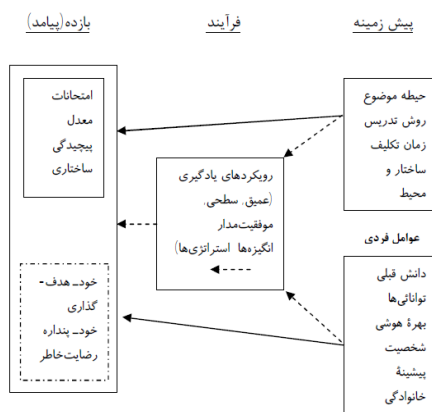 پیش زمینه
فرآیند
بازده(پیامد)
حیطه موضوع
روش تدریس
زمان تکلیف
ساختار و
محیط
عوامل فردی
دانش قبلی
توانائی‌ها
بهرهٔ هوشی
شخصیت
پیشینهٔ
خانوادگی
رویکردهای یادگیری
(عمیق، سطحی،
موفقیت‌مدار
انگیزه‌ها استراتژی‌ها)
امتحانات
معدل
پیچیدگی
ساختاری
خود_ هدف-
گذاری
خود_ پنداره
رضایت‌خاطر